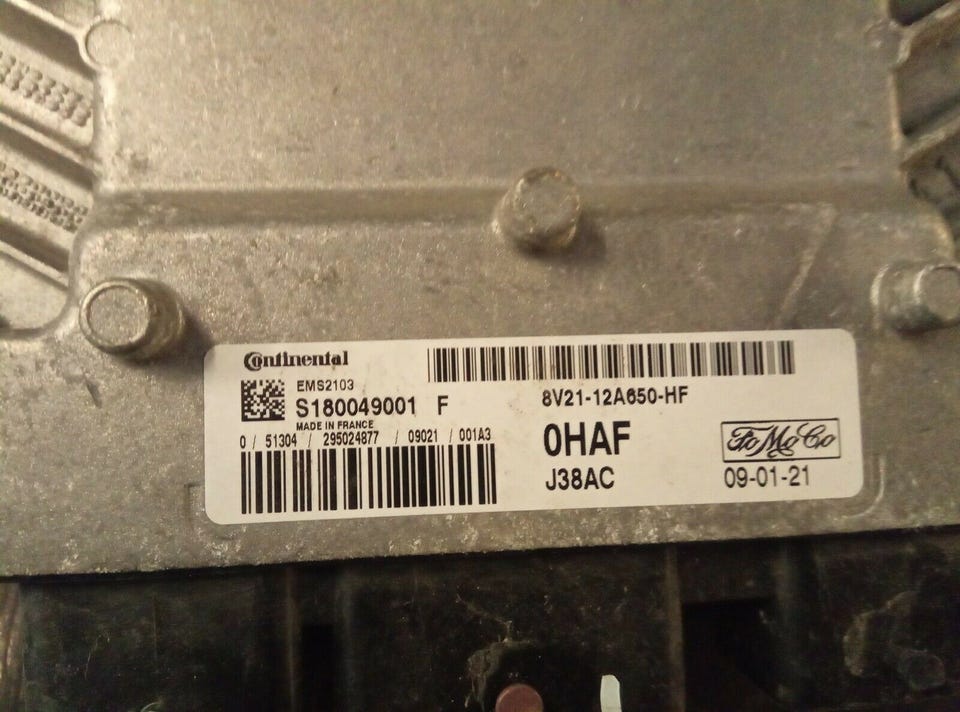 Continental
EMS2103
S180049001 F
MADE IN FRANCE
0 / 51304 / 295024877 / 09021 / 001A3
8V21-12A650-HF
0HAF
J38AC
FoMoCo
09-01-21